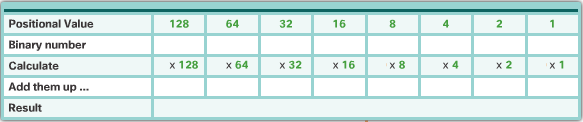 Positional Value 128 64 32 16 8 4 2 1
Binary number
Calculate x 128 x 64 x 32 x 16 x 8 x 4 x 2 x 1
Add them up ...
Result